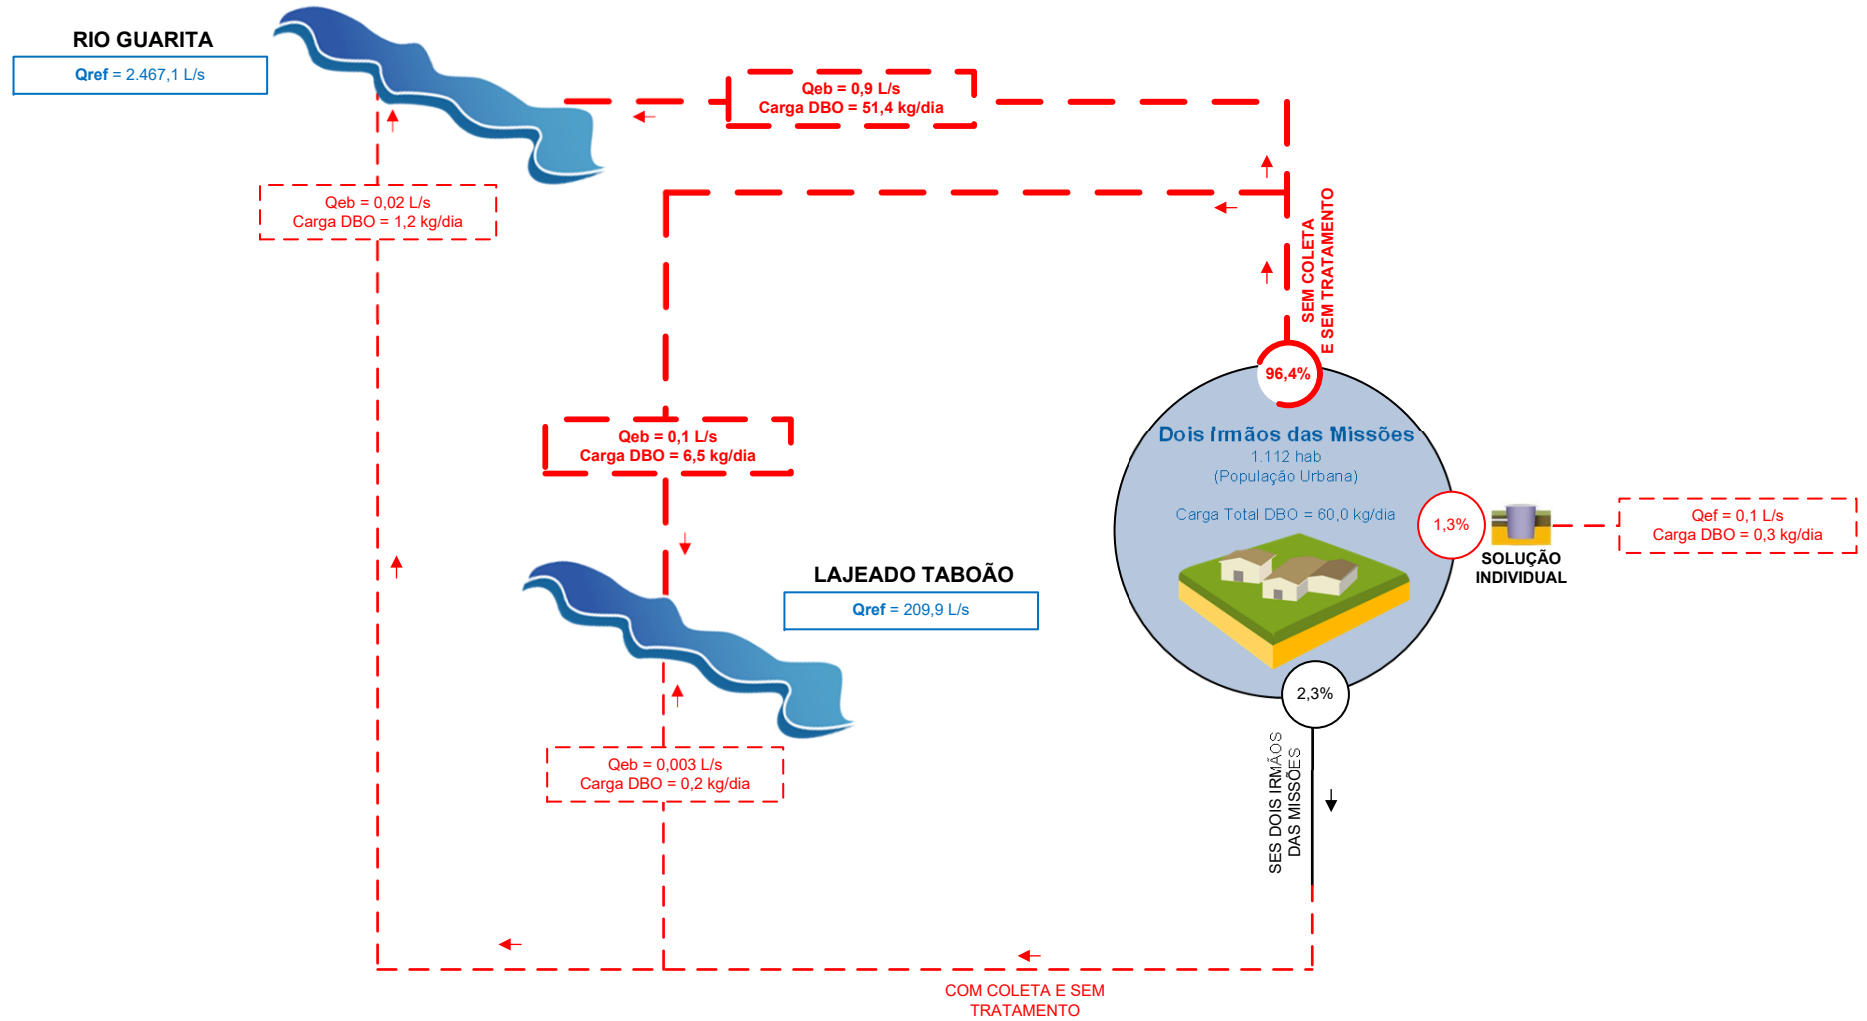 RIO GUARITA
Qref = 2.467,1 L/s
Qeb = 0,9 L/s
Carga DBO = 51,4 kg/dia
Qeb = 0,02 L/s
Carga DBO = 1,2 kg/dia
SEM COLETA
E SEM TRATAMENTO
96,4%
Qeb = 0,1 L/s
Carga DBO = 6,5 kg/dia
Dois Irmãos das Missões
1.112 hab
(População Urbana)
Carga Total DBO = 60,0 kg/dia
1,3%
SOLUÇÃO
INDIVIDUAL
Qef = 0,1 L/s
Carga DBO = 0,3 kg/dia
LAJEADO TABOÃO
Qref = 209,9 L/s
2,3%
Qeb = 0,003 L/s
Carga DBO = 0,2 kg/dia
SES DOIS IRMÃOS
DAS MISSÕES
COM COLETA E SEM
TRATAMENTO